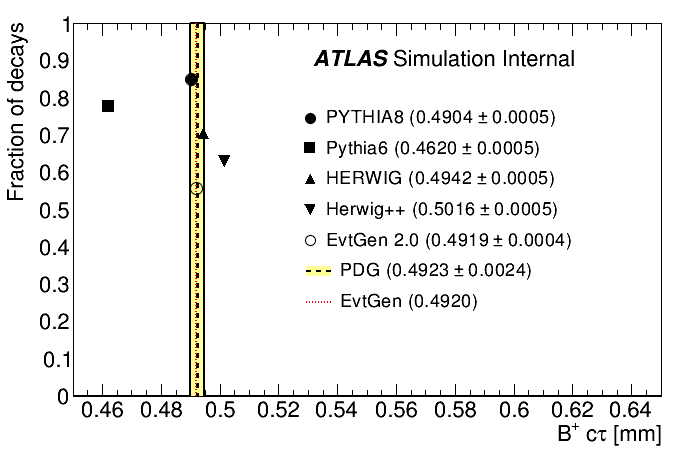 Fraction of decays
1
0.9
0.8
0.7
0.6
0.5
0.4
0.3
0.2
0.1
0
ATLAS Simulation Internal
PYTHIA8 (0.4904 ± 0.0005)
Pythia6 (0.4620 ± 0.0005)
HERWIG (0.4942 ± 0.0005)
Herwig++ (0.5016 ± 0.0005)
EvtGen 2.0 (0.4919 ± 0.0004)
PDG (0.4923 ± 0.0024)
EvtGen (0.4920)
0.46 0.48 0.5 0.52 0.54 0.56 0.58 0.6 0.62 0.64
B⁺ cτ [mm]